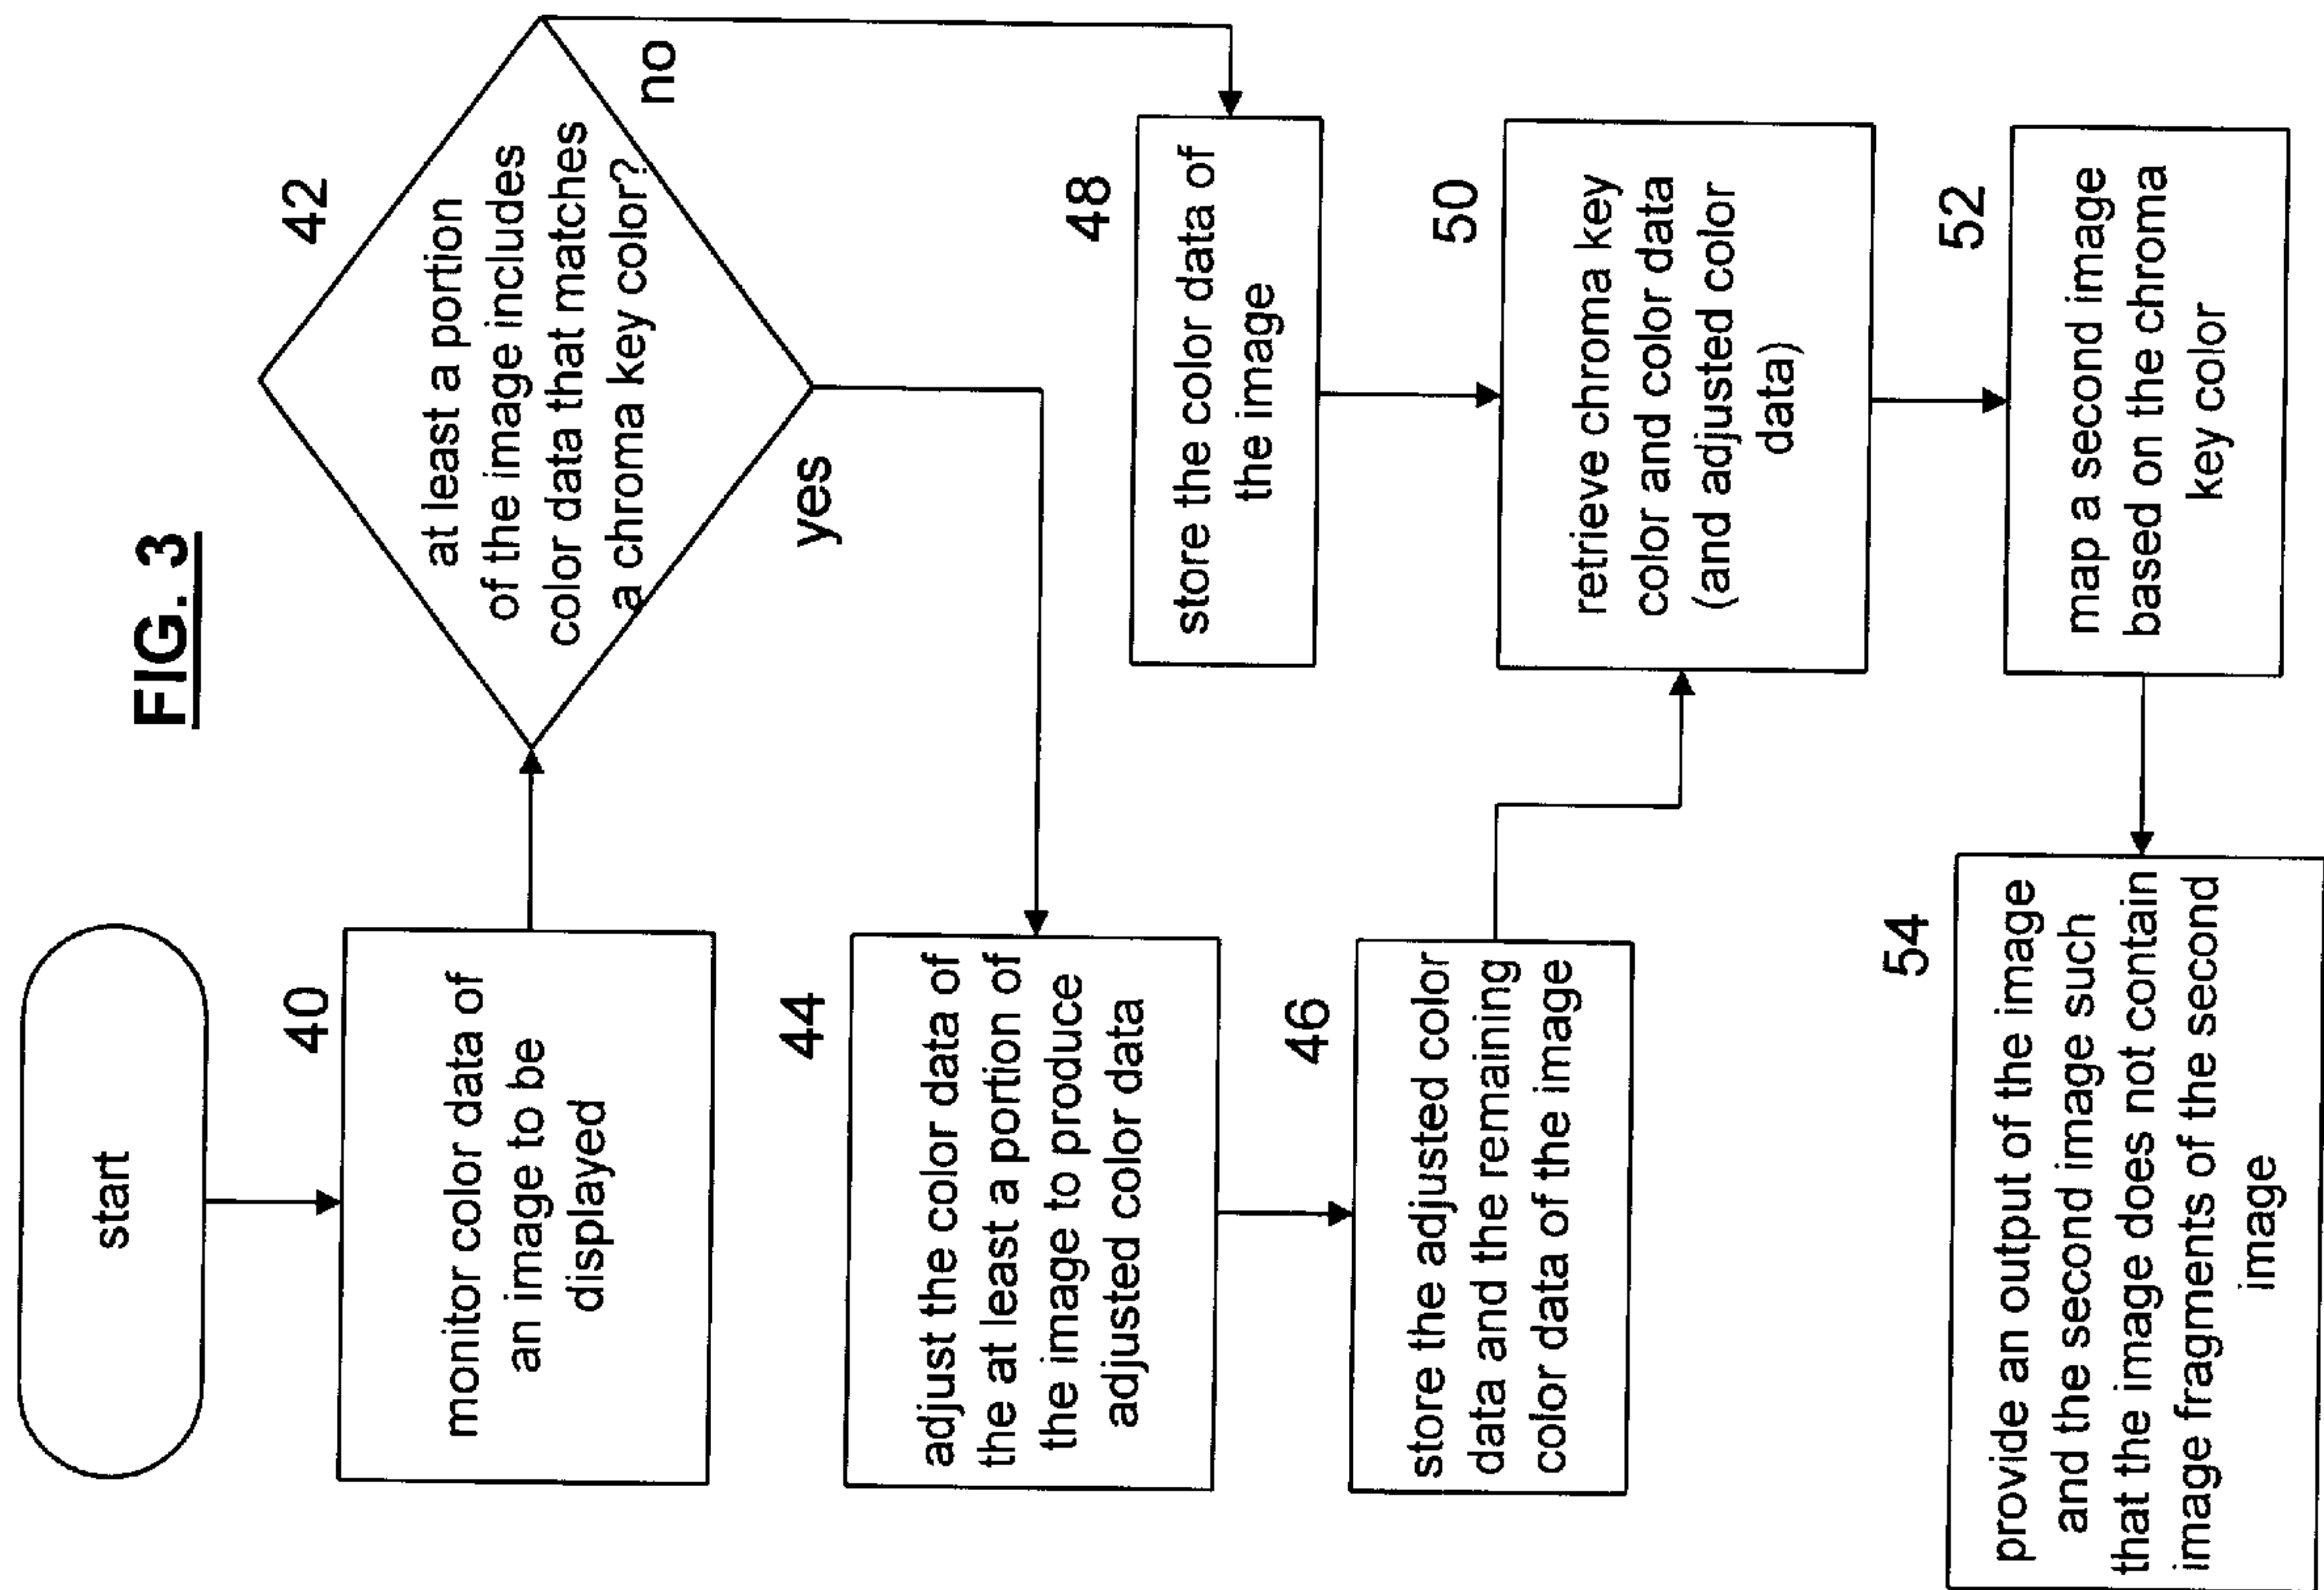 FIG. 3
start
40
monitor color data of
an image to be
displayed
42
at least a portion
of the image includes
color data that matches
a chroma key color?
no
yes
44
adjust the color data of
the at least a portion of
the image to produce
adjusted color data
46
store the adjusted color
data and the remaining
color data of the image
48
store the color data of
the image
50
retrieve chroma key
color and color data
(and adjusted color
data)
52
map a second image
based on the chroma
key color
54
provide an output of the image
and the second image such
that the image does not contain
image fragments of the second
image